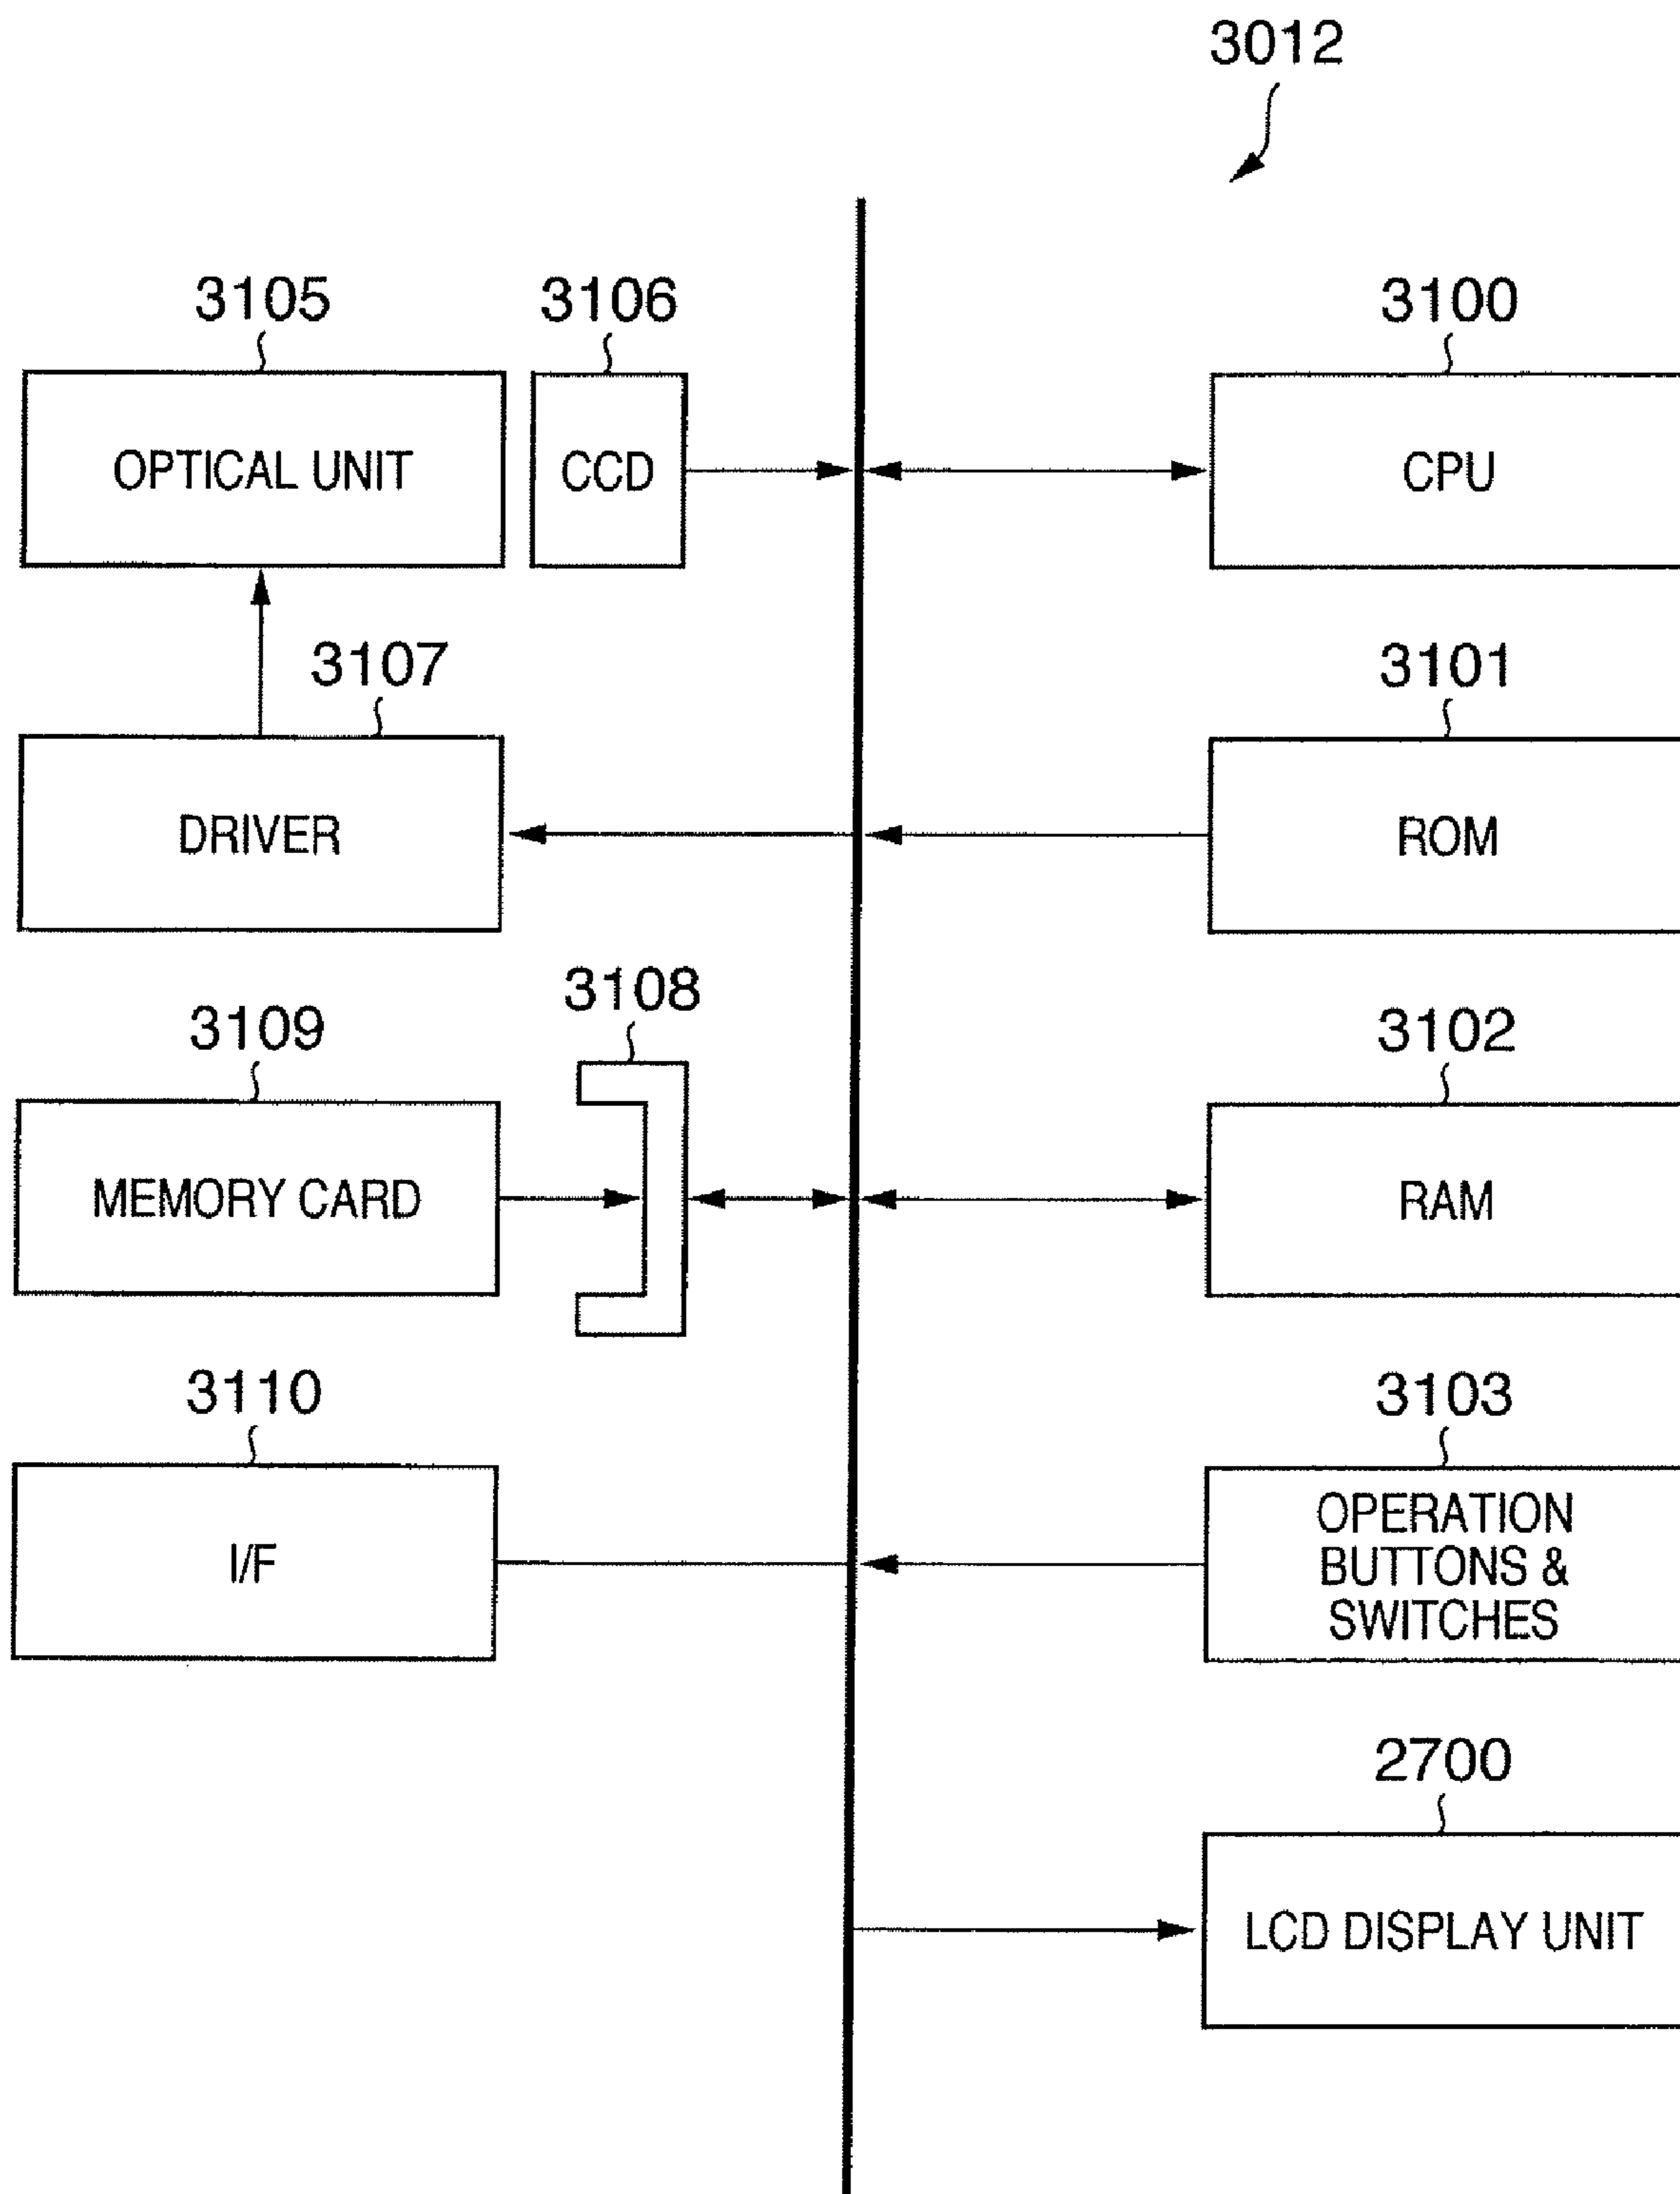 3012
3105
3106
3100
OPTICAL UNIT
CCD
CPU
3107
3101
DRIVER
ROM
3108
3109
3102
MEMORY CARD
RAM
3110
3103
I/F
OPERATION
BUTTONS &
SWITCHES
2700
LCD DISPLAY UNIT